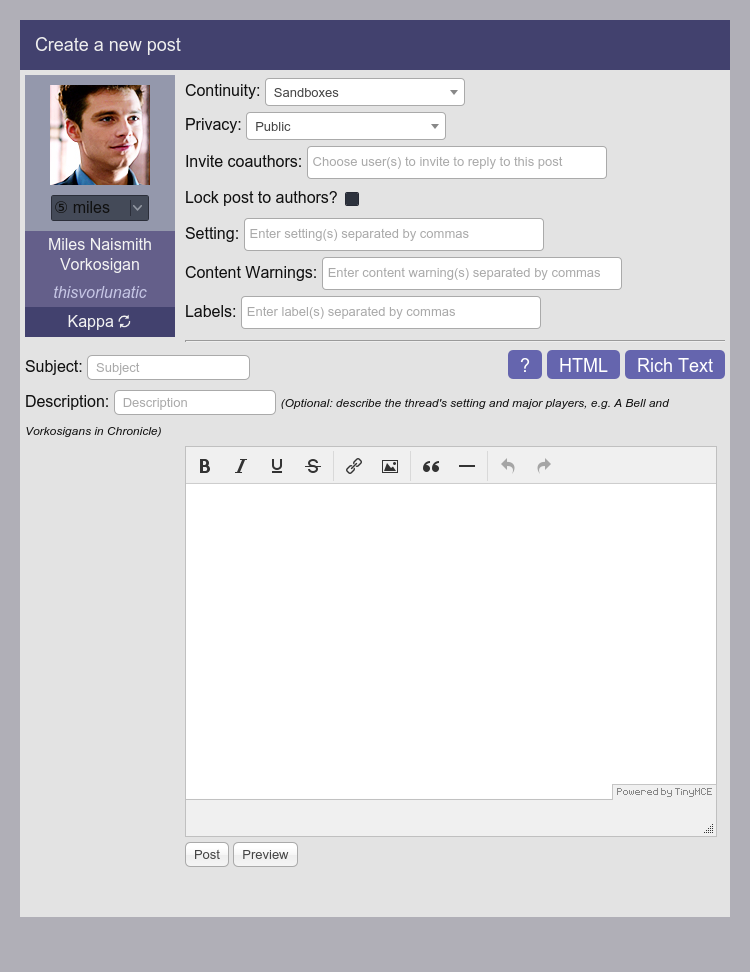 Create a new post
Continuity: Sandboxes
Privacy: Public
Invite coauthors: Choose user(s) to invite to reply to this post
Lock post to authors?
Setting: Enter setting(s) separated by commas
Content Warnings: Enter content warning(s) separated by commas
Labels: Enter label(s) separated by commas
⑤ miles
Miles Naismith
Vorkosigan
thisvorlunatic
Kappa
Subject: Subject
? HTML Rich Text
Description: Description (Optional: describe the thread's setting and major players, e.g. A Bell and
Vorkosigans in Chronicle)
B I U S
Powered by TinyMCE
Post Preview